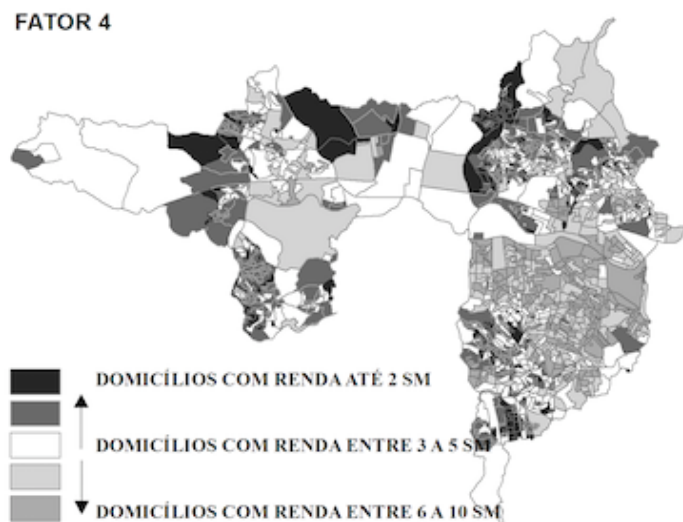 FATOR 4
DOMICÍLIOS COM RENDA ATÉ 2 SM
DOMICÍLIOS COM RENDA ENTRE 3 A 5 SM
DOMICÍLIOS COM RENDA ENTRE 6 A 10 SM